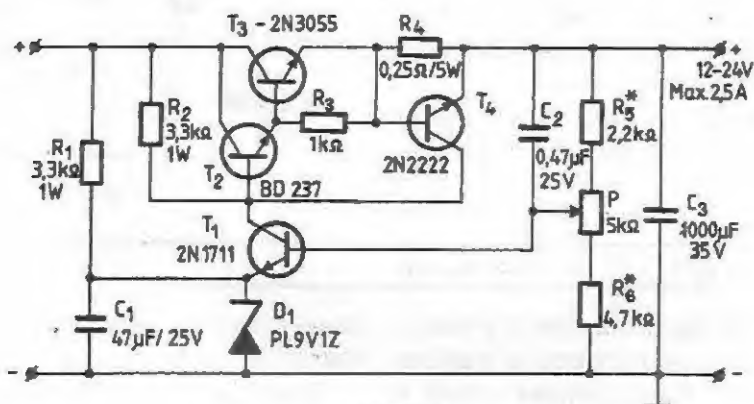 T3 - 2N3055
+
R4
0,25Ω/5W
+
12-24V
Max.2,5A
R1
3,3kΩ
1W
R2
3,3kΩ
1W
R3
1kΩ
T4
2N2222
T2
BD 237
C2
0,47µF
25V
R5*
2,2kΩ
P
5kΩ
C3
1000µF
35V
T1
2N1711
R6*
4,7kΩ
C1
47µF/25V
D1
PL9V1Z
-
-